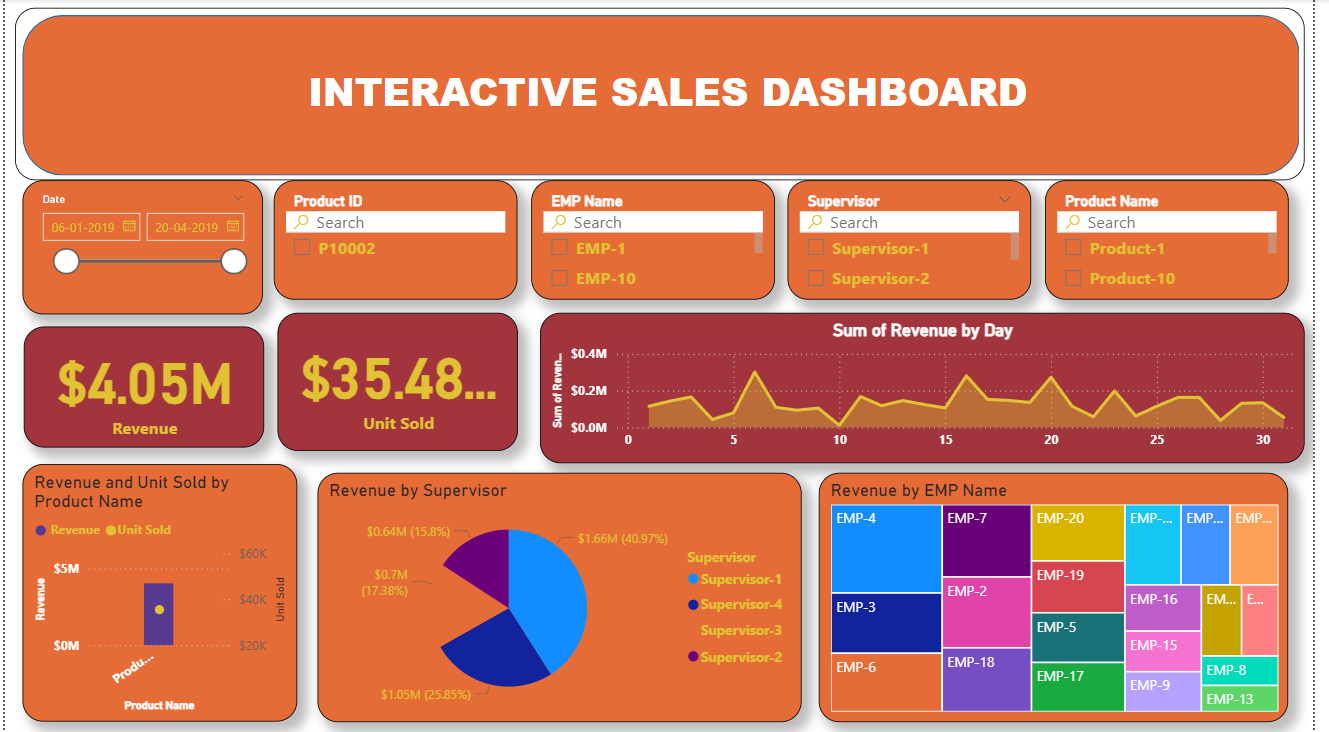 INTERACTIVE SALES DASHBOARD
Date
06-01-2019
20-04-2019
Product ID
Search
P10002
EMP Name
Search
EMP-1
EMP-10
Supervisor
Search
Supervisor-1
Supervisor-2
Product Name
Search
Product-1
Product-10
$4.05M
Revenue
$35.48...
Unit Sold
Sum of Revenue by Day
Sum of Reven...
$0.4M
$0.2M
$0.0M
0 5 10 15 20 25 30
Revenue and Unit Sold by
Product Name
Revenue Unit Sold
Revenue
$5M
$0M
$60K
$40K
$20K
Unit Sold
Produ...
Product Name
Revenue by Supervisor
$0.64M (15.8%)
$1.66M (40.97%)
$0.7M
(17.38%)
$1.05M (25.85%)
Supervisor
Supervisor-1
Supervisor-4
Supervisor-3
Supervisor-2
Revenue by EMP Name
EMP-4
EMP-3
EMP-6
EMP-7
EMP-2
EMP-18
EMP-20
EMP-19
EMP-5
EMP-17
EMP-...
EMP...
EMP...
EMP-16
EMP-15
EMP-9
EM...
E...
EMP-8
EMP-13